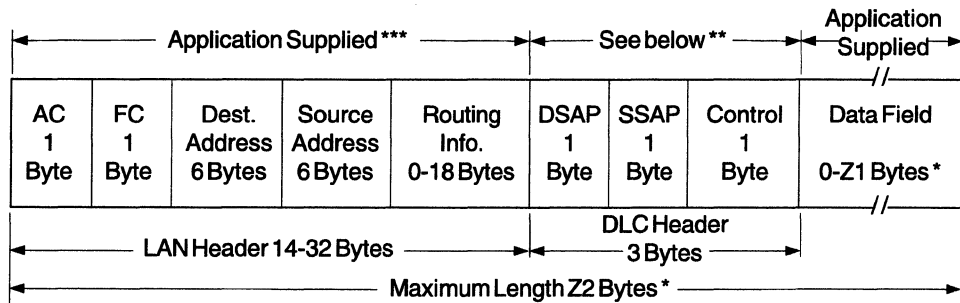 Application Supplied ***
See below **
Application
Supplied
AC
1
Byte
FC
1
Byte
Dest.
Address
6 Bytes
Source
Address
6 Bytes
Routing
Info.
0-18 Bytes
DSAP
1
Byte
SSAP
1
Byte
Control
1
Byte
Data Field
0-Z1 Bytes *
LAN Header 14-32 Bytes
DLC Header
3 Bytes
Maximum Length Z2 Bytes *